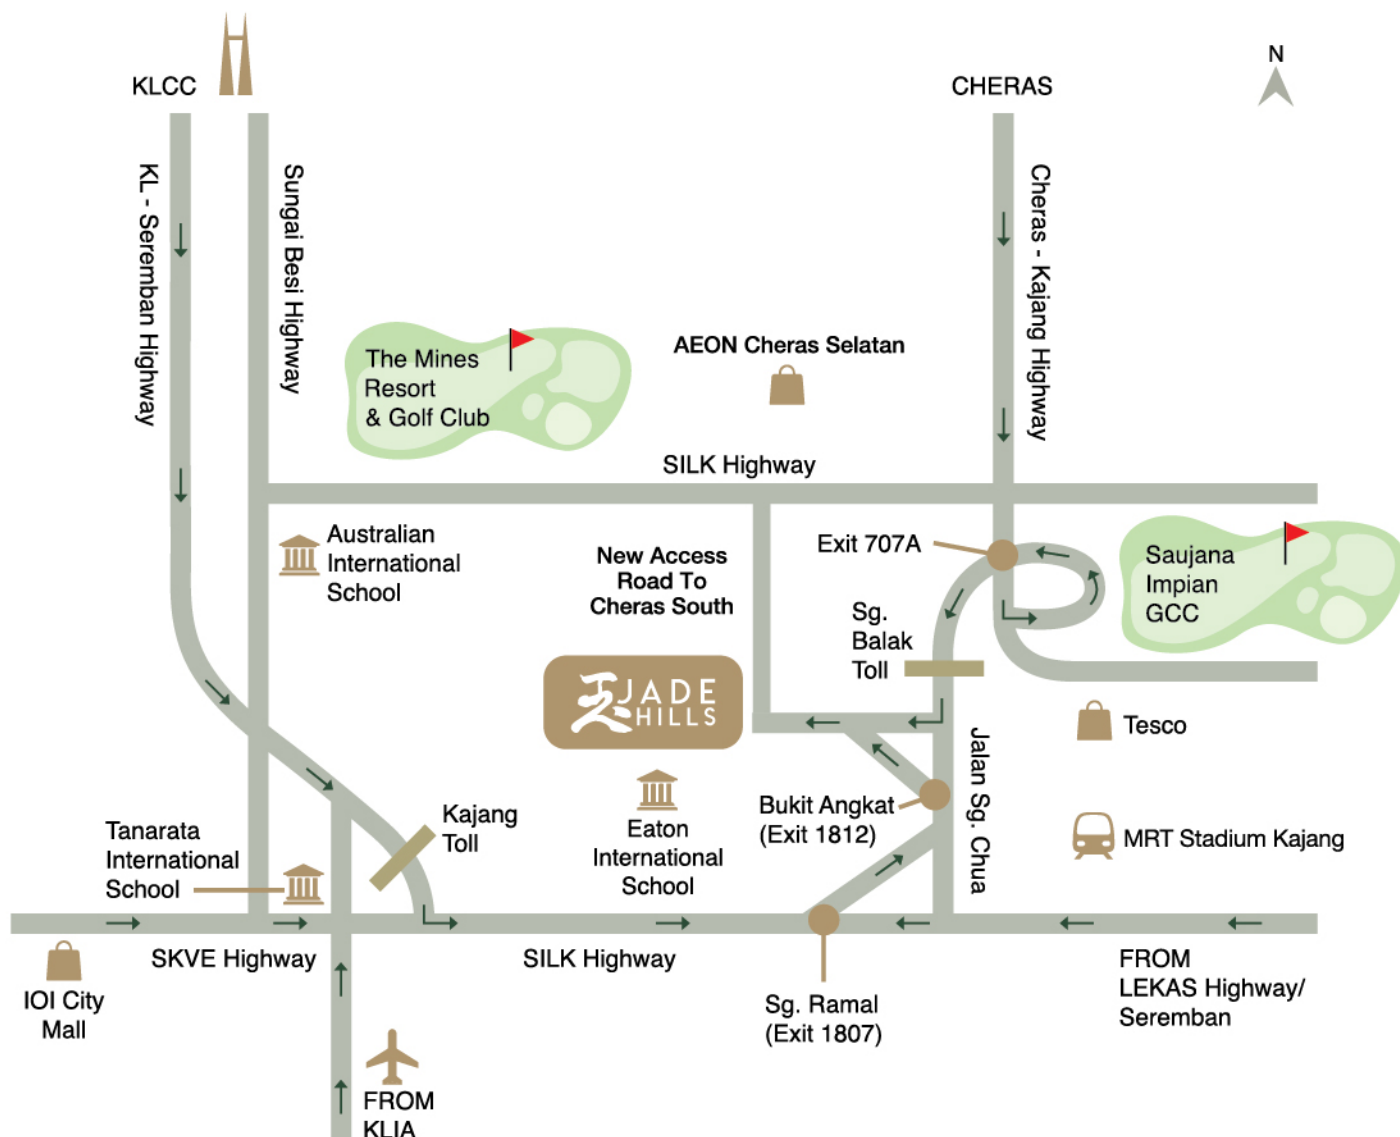 N
KLCC
CHERAS
KL - Seremban Highway
Sungai Besi Highway
Cheras - Kajang Highway
The Mines
Resort
& Golf Club
AEON Cheras Selatan
SILK Highway
Australian
International
School
New Access
Road To
Cheras South
Exit 707A
Saujana
Impian
GCC
Sg.
Balak
Toll
JADE
HILLS
Tesco
Jalan Sg. Chua
Kajang
Toll
Bukit Angkat
(Exit 1812)
MRT Stadium Kajang
Tanarata
International
School
Eaton
International
School
SKVE Highway
SILK Highway
FROM
LEKAS Highway/
Seremban
IOI City
Mall
Sg. Ramal
(Exit 1807)
FROM
KLIA